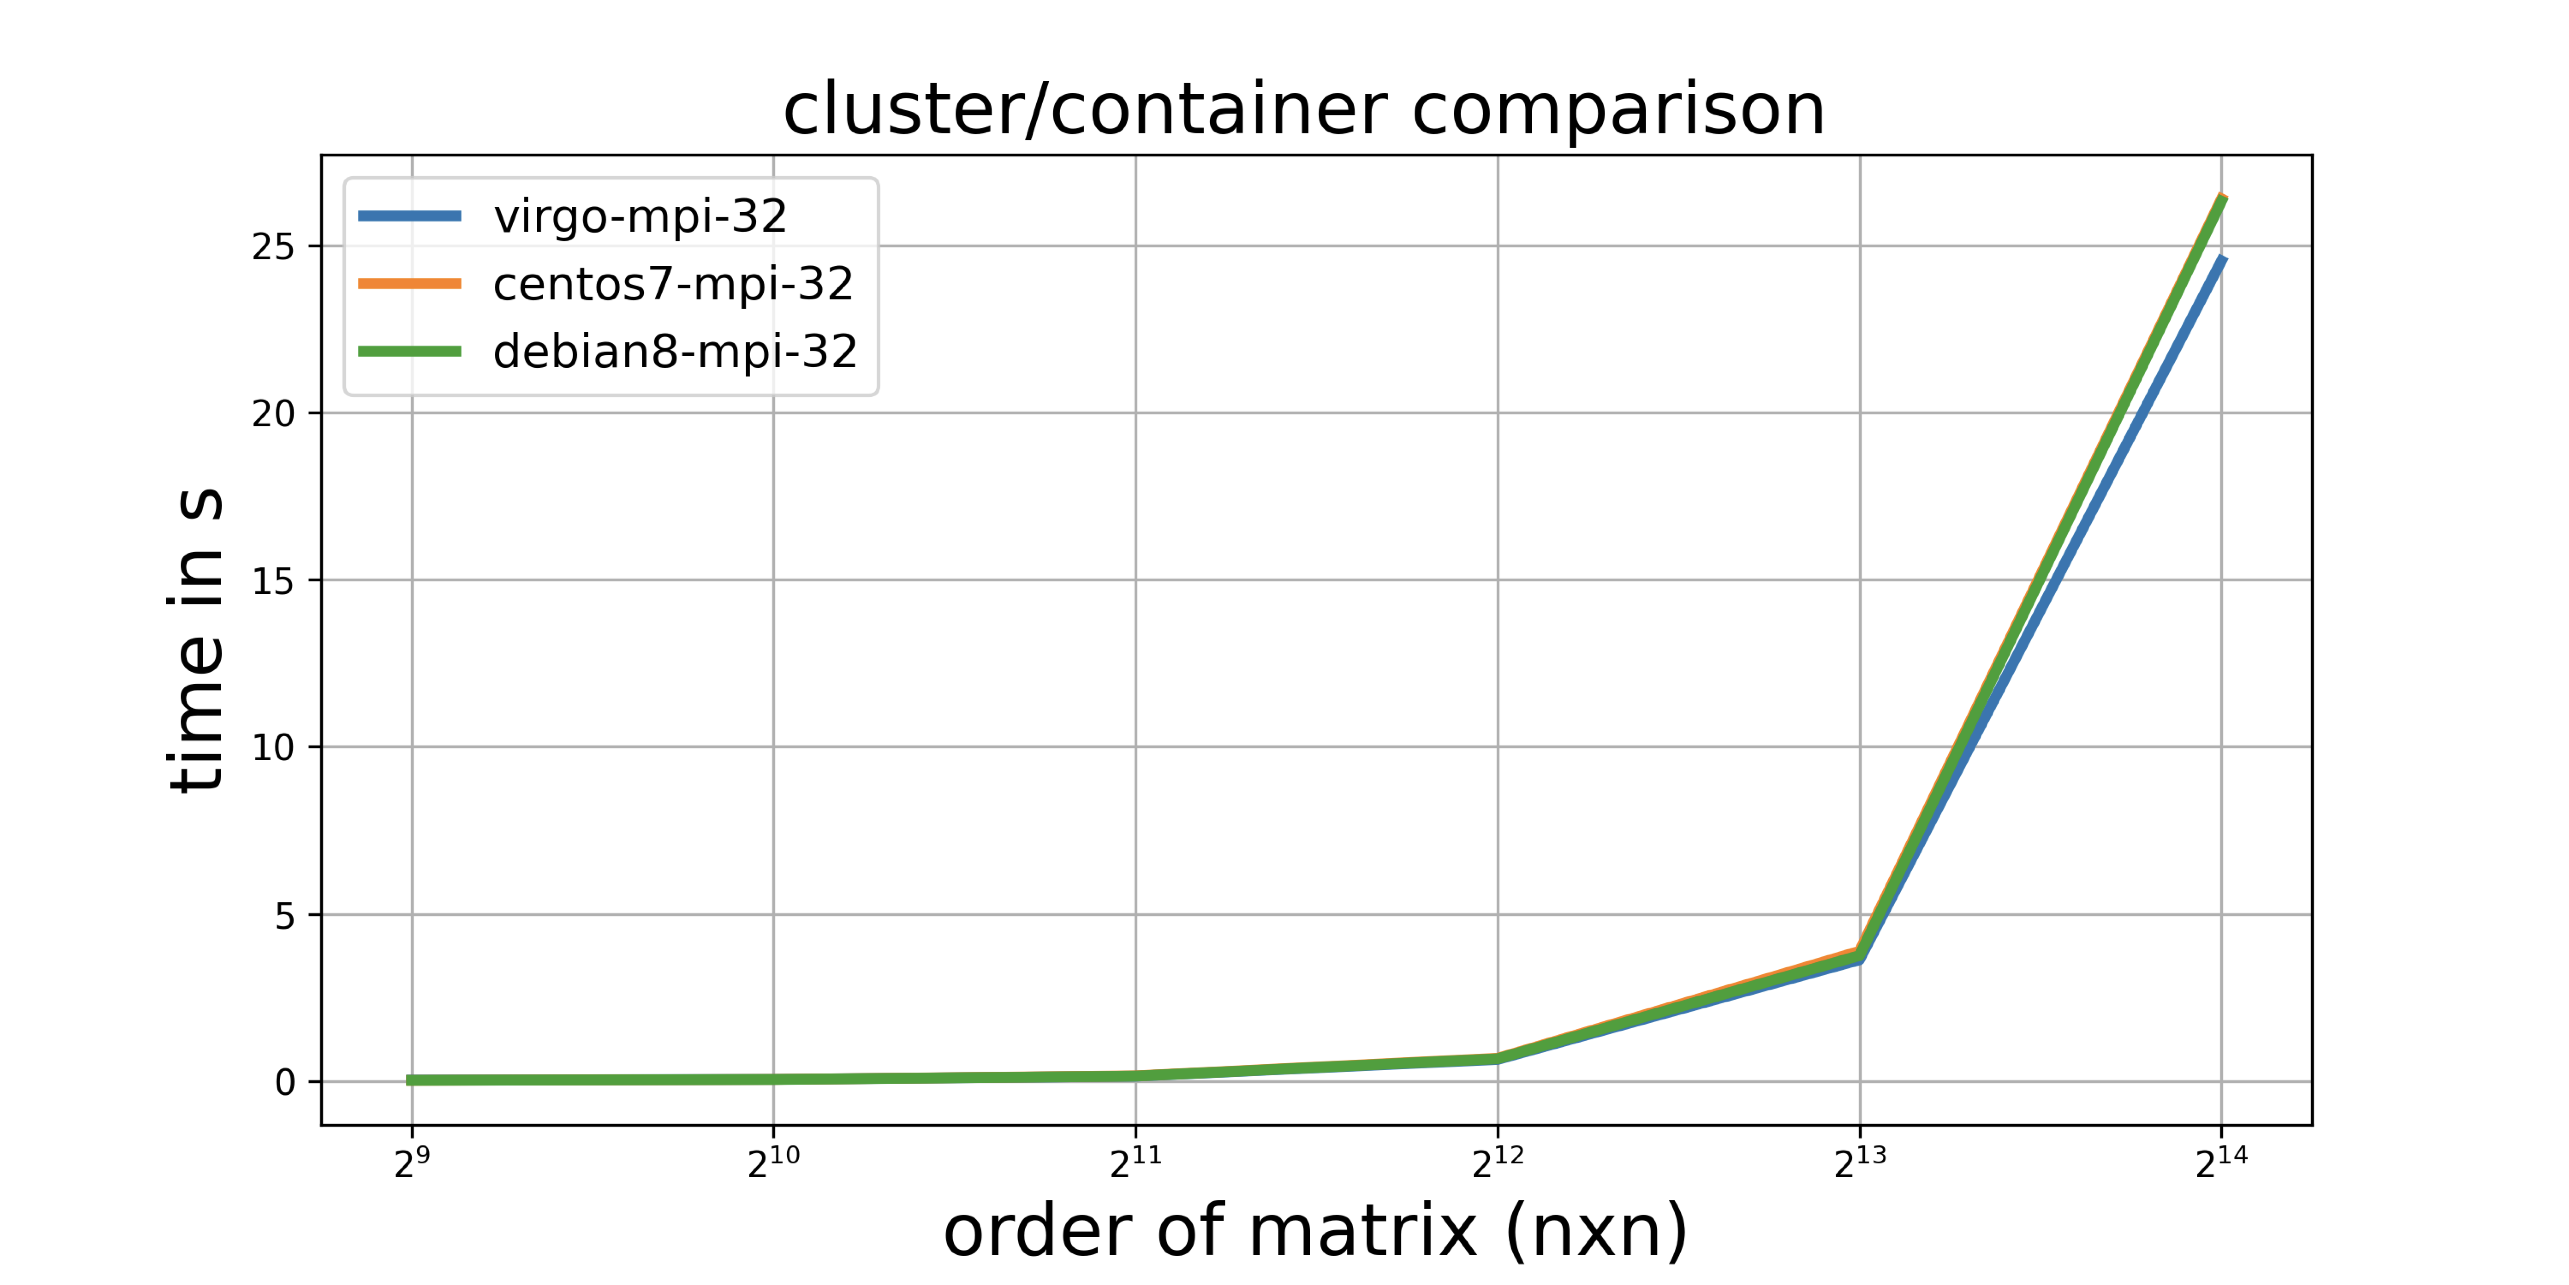 cluster/container comparison
virgo-mpi-32
centos7-mpi-32
debian8-mpi-32
time in s
25
20
15
10
5
0
2⁹ 2¹⁰ 2¹¹ 2¹² 2¹³ 2¹⁴
order of matrix (nxn)